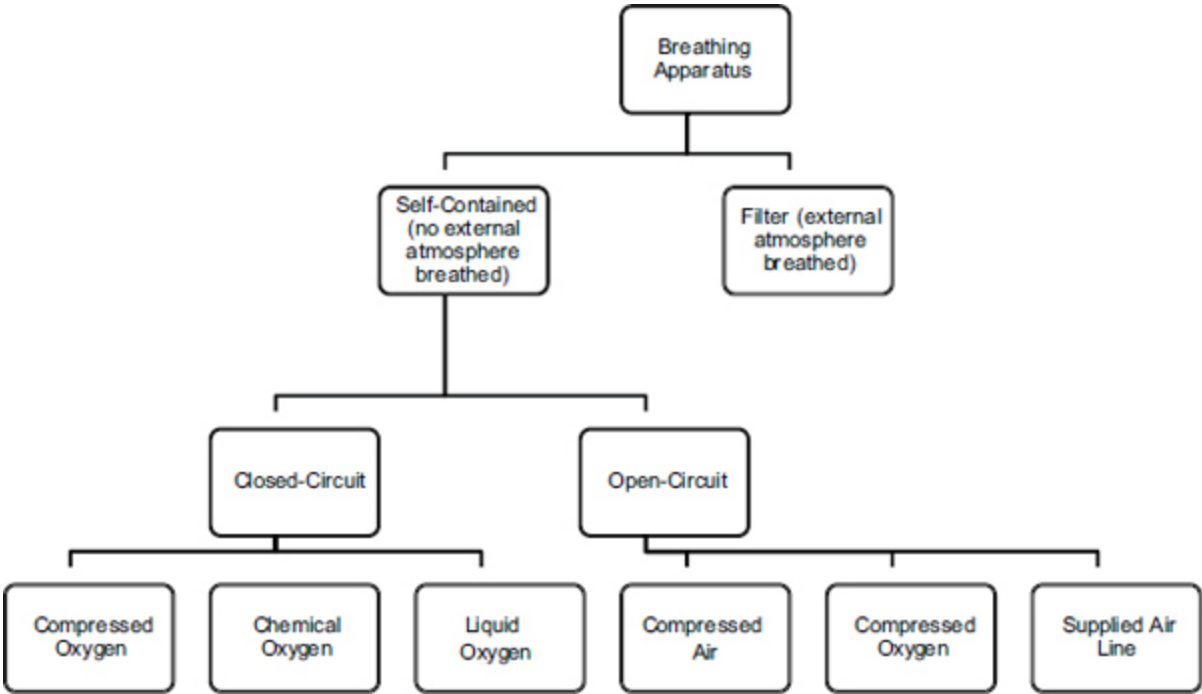 Breathing
Apparatus
Self-Contained
(no external
atmosphere
breathed)
Filter (external
atmosphere
breathed)
Closed-Circuit
Open-Circuit
Compressed
Oxygen
Chemical
Oxygen
Liquid
Oxygen
Compressed
Air
Compressed
Oxygen
Supplied Air
Line